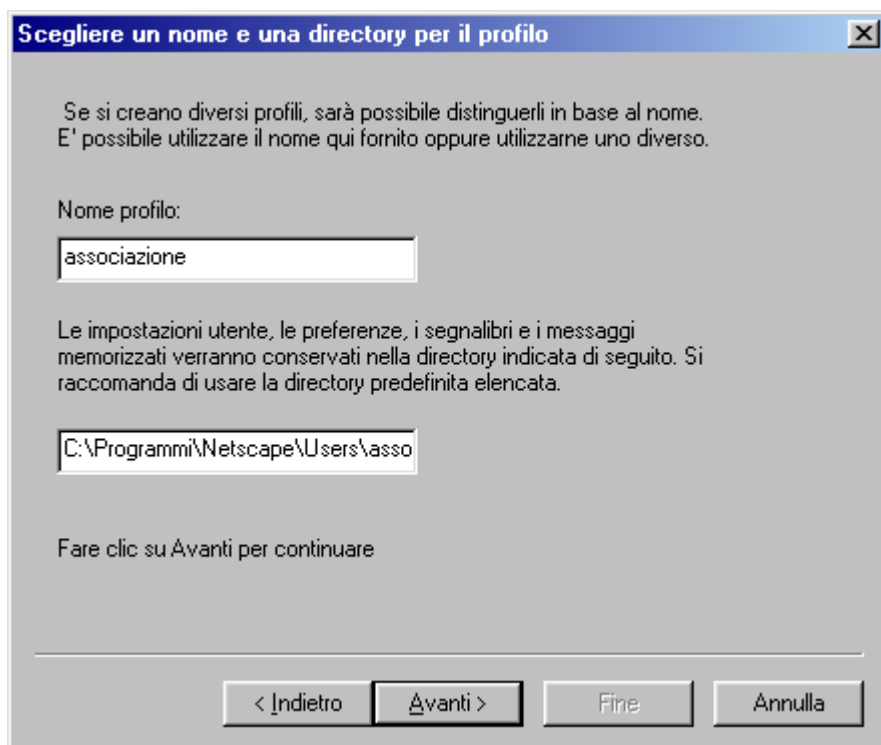 Scegliere un nome e una directory per il profilo
Se si creano diversi profili, sarà possibile distinguerli in base al nome.
E' possibile utilizzare il nome qui fornito oppure utilizzarne uno diverso.
Nome profilo:
associazione
Le impostazioni utente, le preferenze, i segnalibri e i messaggi
memorizzati verranno conservati nella directory indicata di seguito. Si
raccomanda di usare la directory predefinita elencata.
C:\Programmi\Netscape\Users\asso
Fare clic su Avanti per continuare
< Indietro Avanti > Fine Annulla